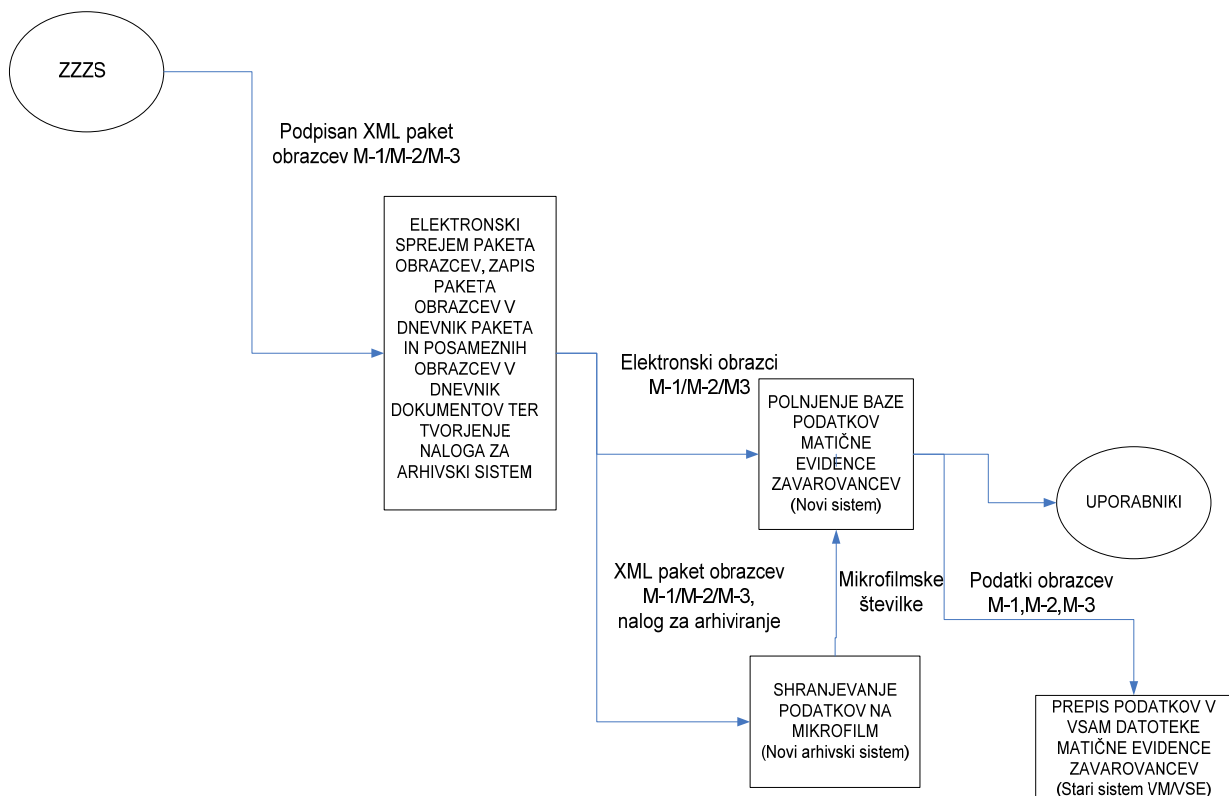 ZZZS
Podpisan XML paket
obrazcev M-1/M-2/M-3
ELEKTRONSKI
SPREJEM PAKETA
OBRAZCEV, ZAPIS
PAKETA
OBRAZCEV V
DNEVNIK PAKETA
IN POSAMEZNIH
OBRAZCEV V
DNEVNIK
DOKUMENTOV TER
TVORJENJE
NALOGA ZA
ARHIVSKI SISTEM
Elektronski obrazci
M-1/M-2/M3
POLNJENJE BAZE
PODATKOV
MATIČNE
EVIDENCE
ZAVAROVANCEV
(Novi sistem)
UPORABNIKI
XML paket obrazcev
M-1/M-2/M-3,
nalog za arhiviranje
Mikrofilmske
številke
Podatki obrazcev
M-1,M-2,M-3
SHRANJEVANJE
PODATKOV NA
MIKROFILM
(Novi arhivski sistem)
PREPIS PODATKOV V
VSAM DATOTEKE
MATIČNE EVIDENCE
ZAVAROVANCEV
(Stari sistem VM/VSE)